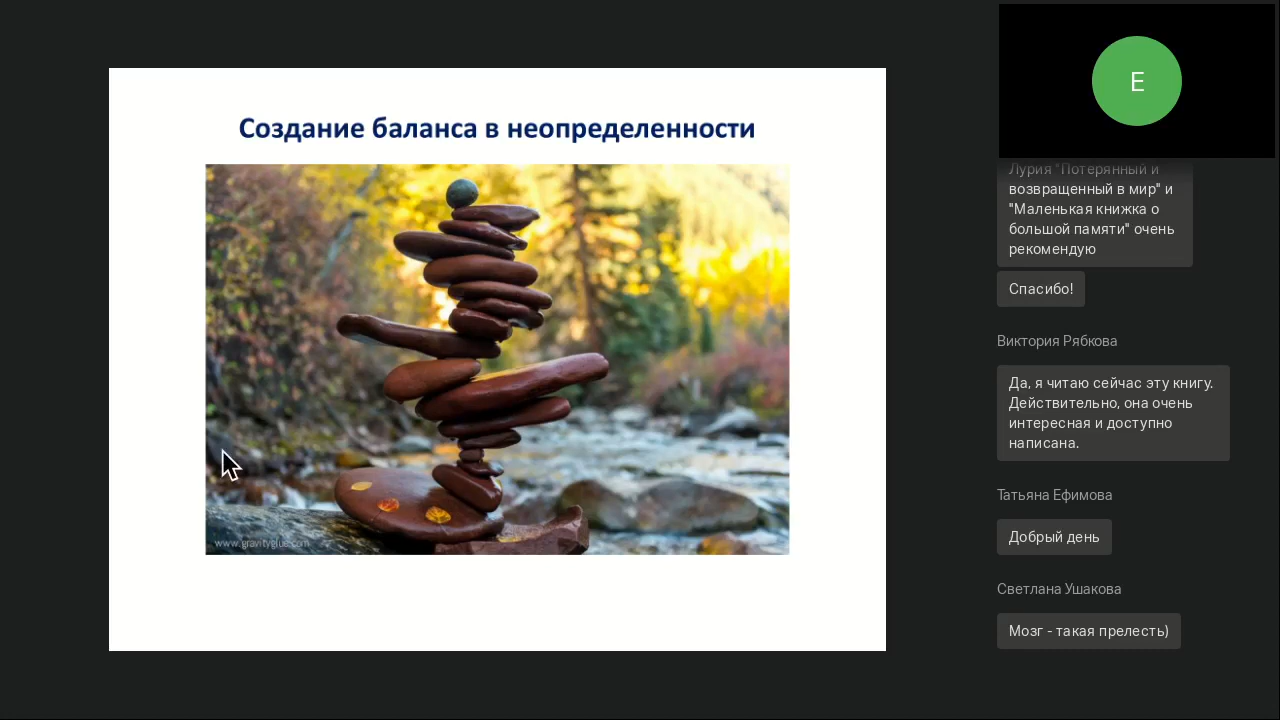 Создание баланса в неопределенности
www.gravityglue.com
E
Лурия "Потерянный и
возвращенный в мир" и
"Маленькая книжка о
большой памяти" очень
рекомендую
Спасибо!
Виктория Рябкова
Да, я читаю сейчас эту книгу.
Действительно, она очень
интересная и доступно
написана.
Татьяна Ефимова
Добрый день
Светлана Ушакова
Мозг - такая прелесть)